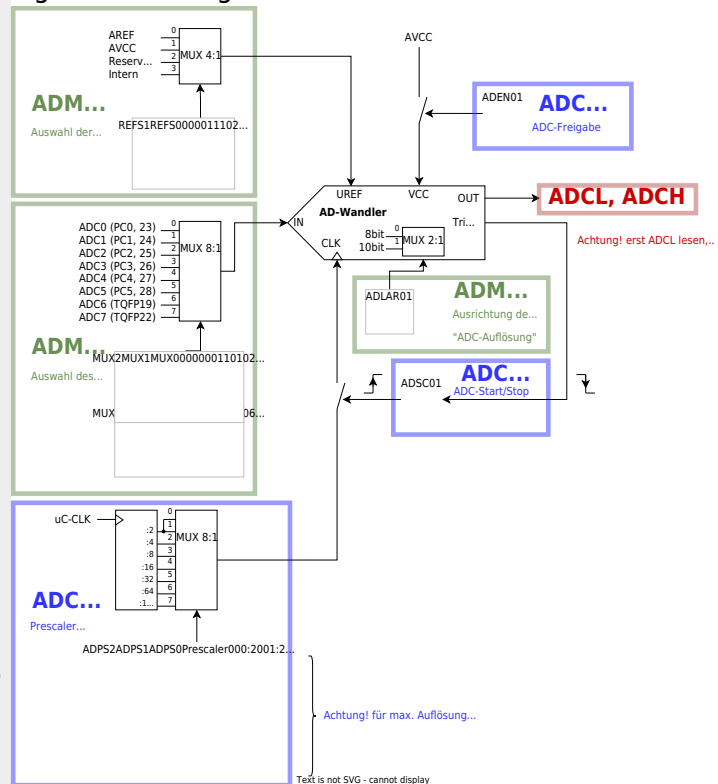 AREF
AVCC
Reserv...
Intern
0
1
2
3
MUX 4:1
ADM...
Auswahl der...
REFS1REFS0000011102...
AVCC
ADEN01
ADC...
ADC-Freigabe
UREF
VCC
OUT
AD-Wandler
IN
Tri...
CLK
8bit
10bit
0
1
MUX 2:1
ADCL, ADCH
Achtung! erst ADCL lesen,..
ADC0 (PC0, 23)
ADC1 (PC1, 24)
ADC2 (PC2, 25)
ADC3 (PC3, 26)
ADC4 (PC4, 27)
ADC5 (PC5, 28)
ADC6 (TQFP19)
ADC7 (TQFP22)
0
1
2
3
4
5
6
7
MUX 8:1
ADM...
Auswahl des...
MUX2MUX1MUX0000000110102...
MUX
06...
ADLAR01
ADM...
Ausrichtung de...
"ADC-Auflösung"
ADSC01
ADC...
ADC-Start/Stop
uC-CLK
:2
:4
:8
:16
:32
:64
:1...
0
1
2
3
4
5
6
7
MUX 8:1
ADC...
Prescaler...
ADPS2ADPS1ADPS0Prescaler000:2001:2...
Achtung! für max. Auflösung...
Text is not SVG - cannot display